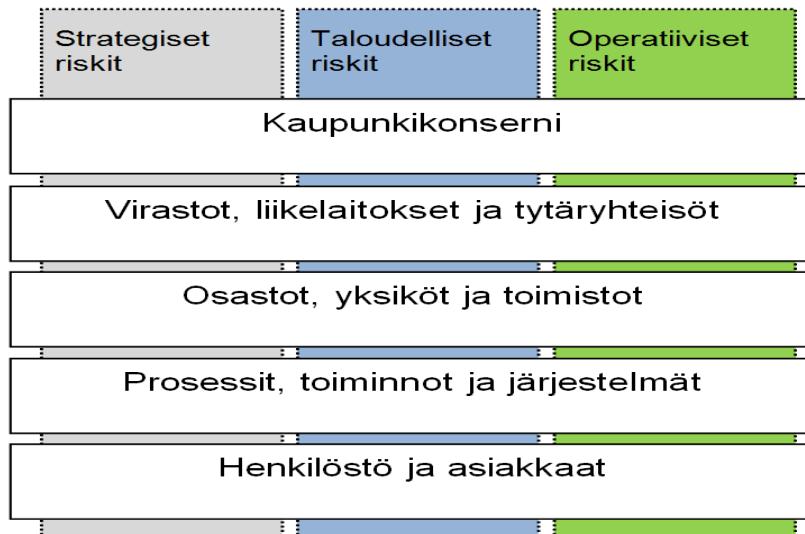 Strategiset
riskit
Taloudelliset
riskit
Operatiiviset
riskit
Kaupunkikonserni
Virastot, liikelaitokset ja tytäryhteisöt
Osastot, yksiköt ja toimistot
Prosessit, toiminnot ja järjestelmät
Henkilöstö ja asiakkaat